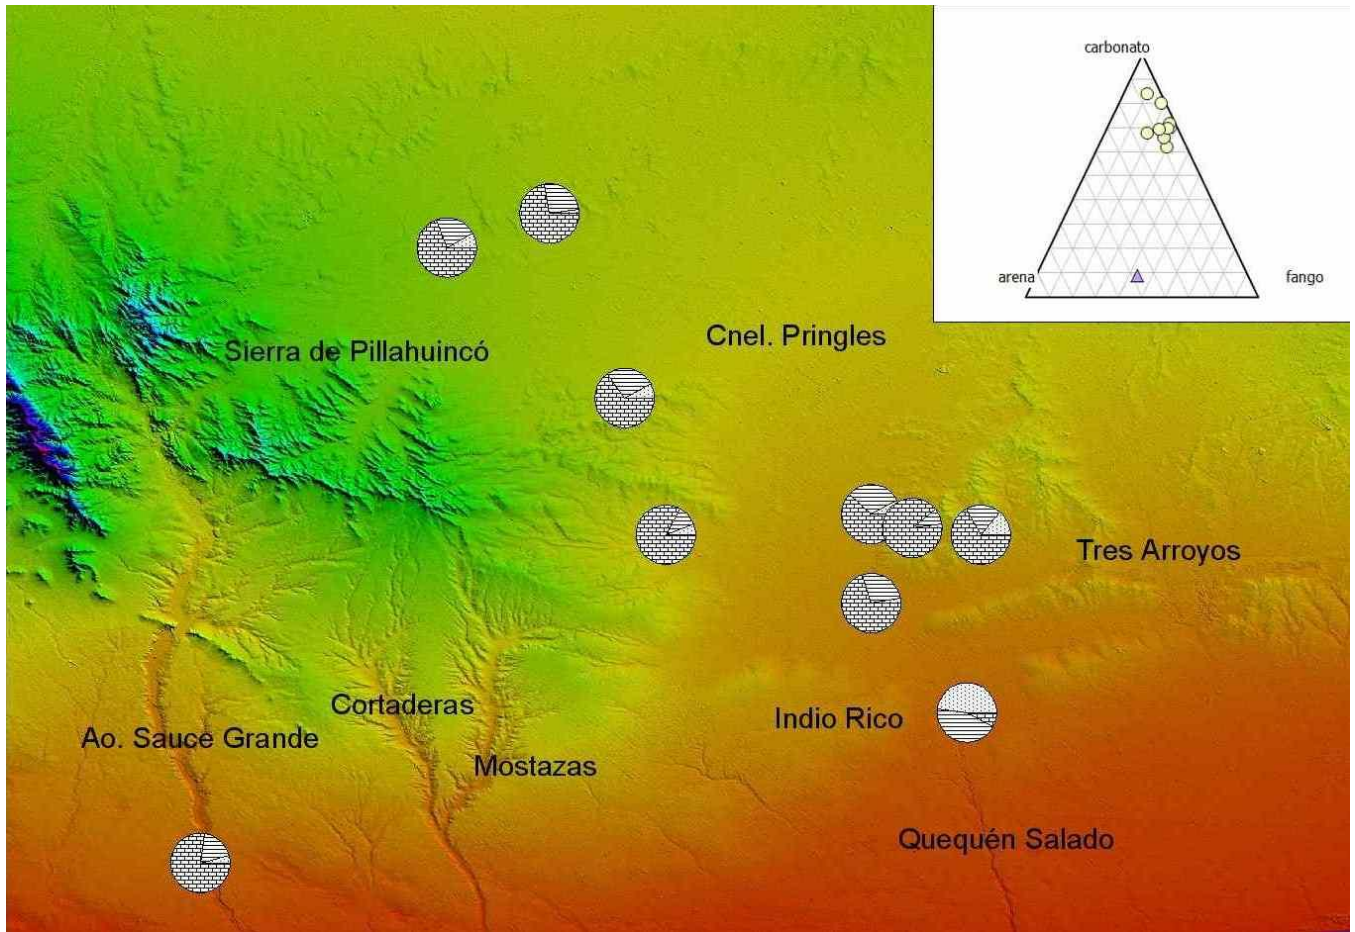 carbonato
arena
fango
Cnel. Pringles
Sierra de Pillahuincó
Tres Arroyos
Cortaderas
Indio Rico
Ao. Sauce Grande
Mostazas
Quequén Salado